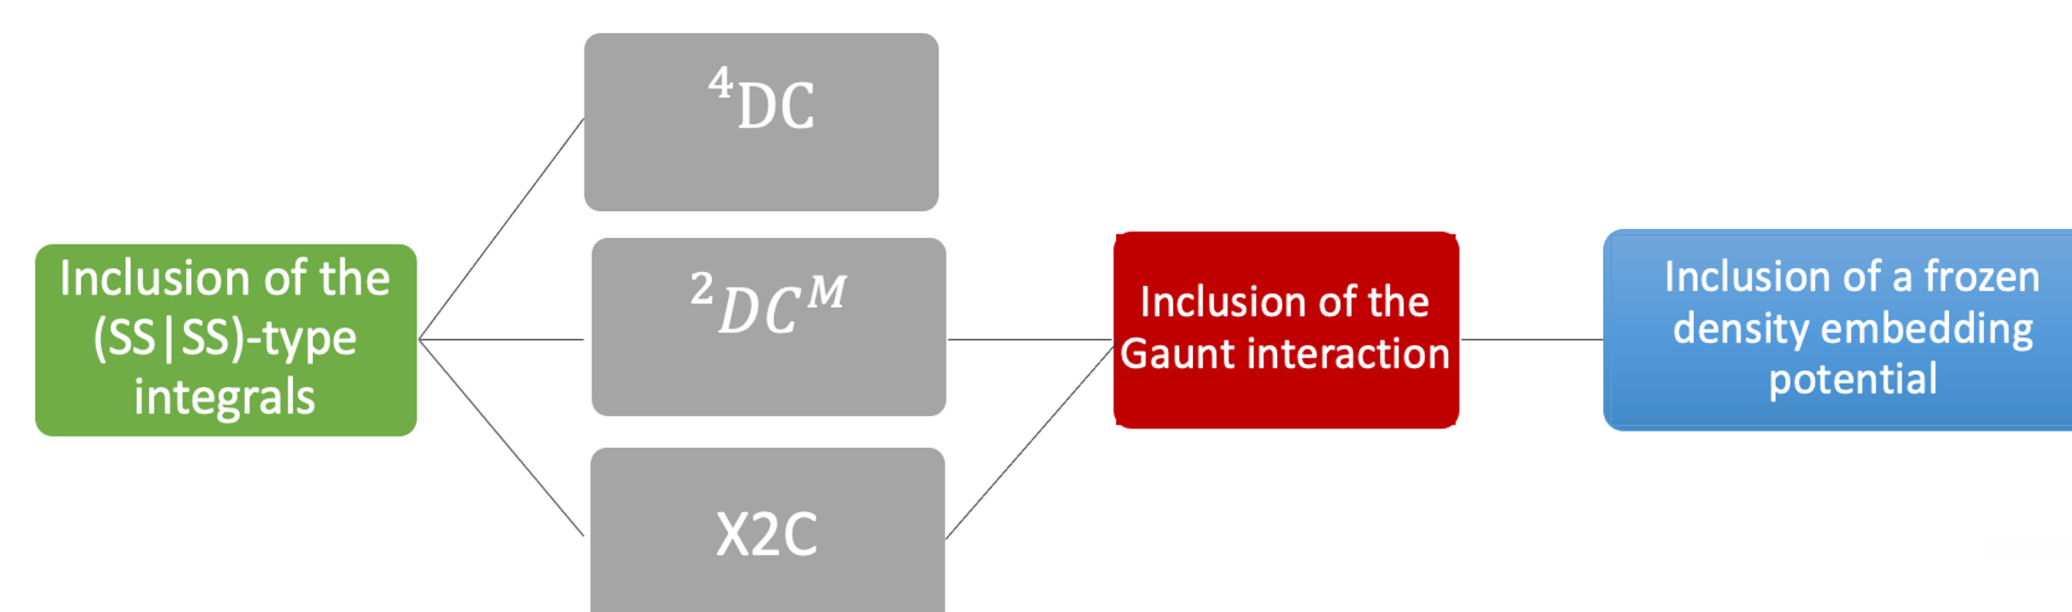 ⁴DC
Inclusion of the
(SS|SS)-type
integrals
²DCᴹ
Inclusion of the
Gaunt interaction
Inclusion of a frozen
density embedding
potential
X2C